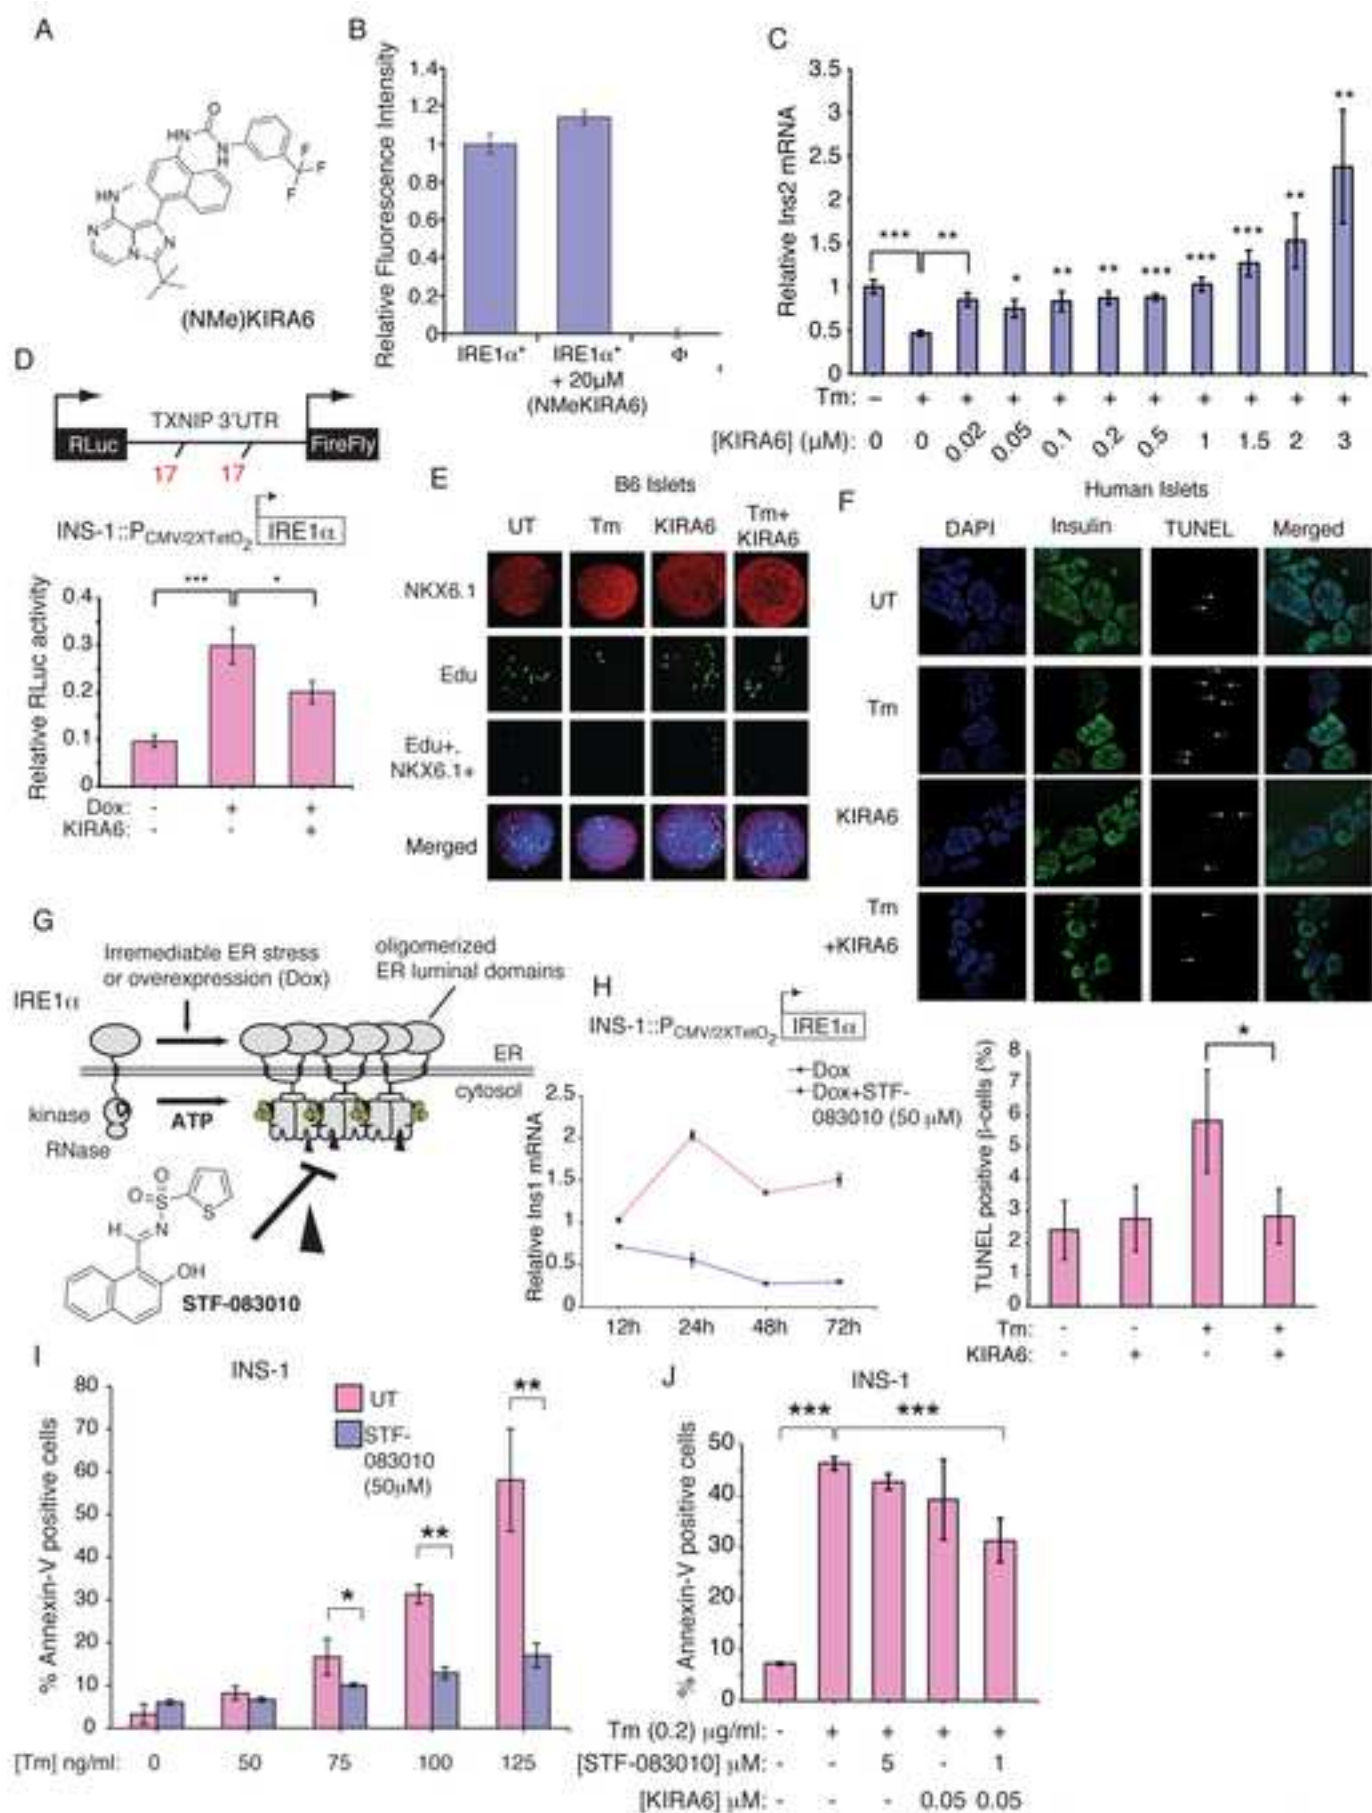 A
O
HN
N
H
F
F
F
HN
N
N
N
(NMe)KIRA6
B
Relative Fluorescence Intensity
1.4
1.2
1
0.8
0.6
0.4
0.2
0
IRE1α*
IRE1α*
+ 20µM
(NMeKIRA6)
Φ
C
Relative Ins2 mRNA
3.5
3
2.5
2
1.5
1
0.5
0
*** ** * ** ** *** *** *** ** **
Tm: - + + + + + + + + + +
[KIRA6] (µM): 0 0 0.02 0.05 0.1 0.2 0.5 1 1.5 2 3
D
TXNIP 3'UTR
RLuc FireFly
17 17
INS-1::PCMV/2XTetO2 IRE1α
Relative RLuc activity
0.4
0.3
0.2
0.1
0
*** *
Dox: - + +
KIRA6: - - +
E
B6 Islets
UT Tm KIRA6 Tm+
KIRA6
NKX6.1
Edu
Edu+.
NKX6.1+
Merged
F
Human Islets
DAPI Insulin TUNEL Merged
UT
Tm
KIRA6
Tm
+KIRA6
TUNEL positive β-cells (%)
8
7
6
5
4
3
2
1
0
*
Tm: - - + +
KIRA6: - + - +
G
Irremediable ER stress
or overexpression (Dox)
oligomerized
ER luminal domains
IRE1α
ER
cytosol
kinase
ATP
RNase
O
O
S
S
H
N
OH
STF-083010
H
INS-1::PCMV/2XTetO2 IRE1α
Dox
Dox+STF-
083010 (50 µM)
Relative Ins1 mRNA
2.5
2
1.5
1
0.5
0
12h 24h 48h 72h
I
INS-1
UT
STF-
083010
(50µM)
% Annexin-V positive cells
80
70
60
50
40
30
20
10
0
* ** **
[Tm] ng/ml: 0 50 75 100 125
J
INS-1
*** ***
% Annexin-V positive cells
50
40
30
20
10
0
Tm (0.2) µg/ml: - + + + +
[STF-083010] µM: - - 5 - 1
[KIRA6] µM: - - - 0.05 0.05